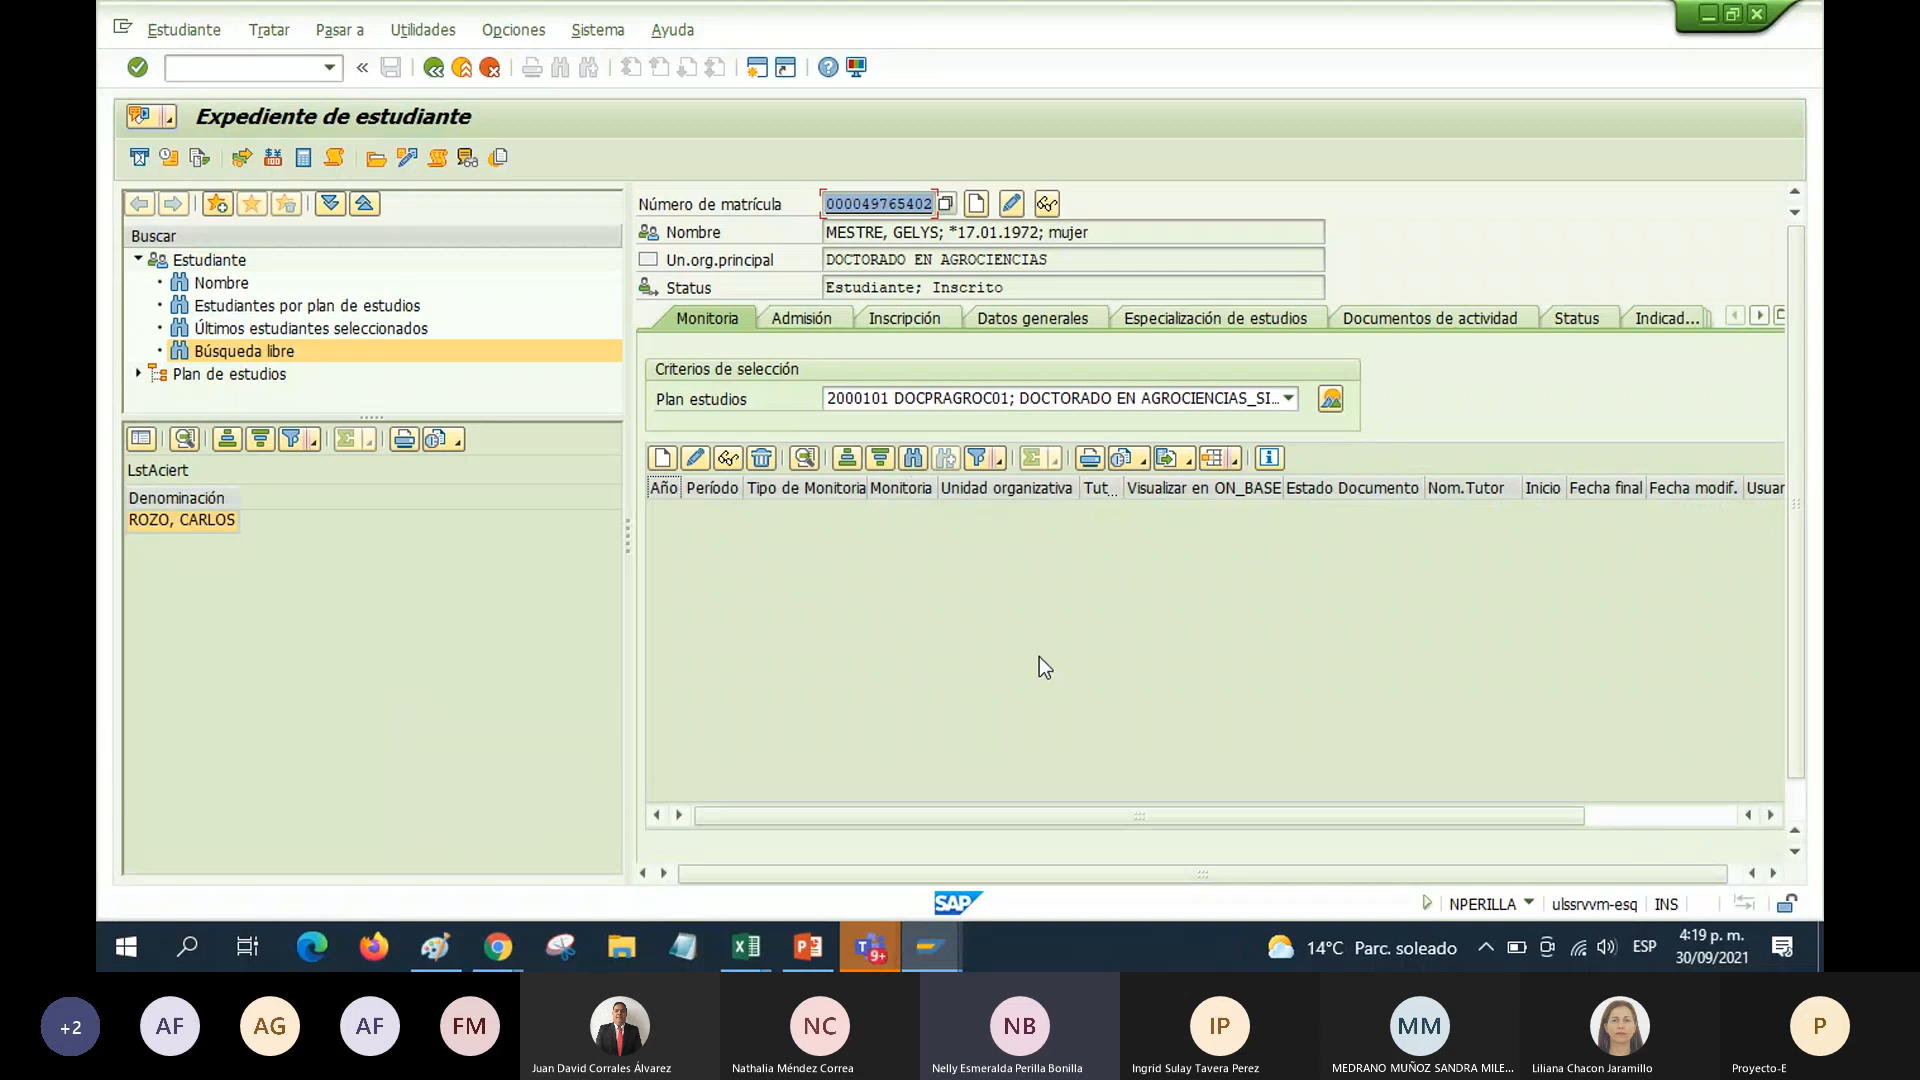 Estudiante Tratar Pasar a Utilidades Opciones Sistema Ayuda
Expediente de estudiante
Buscar
Estudiante
Nombre
Estudiantes por plan de estudios
Últimos estudiantes seleccionados
Búsqueda libre
Plan de estudios
LstAciert
Denominación
ROZO, CARLOS
Número de matrícula 000049765402
Nombre MESTRE, GELYS; *17.01.1972; mujer
Un.org.principal DOCTORADO EN AGROCIENCIAS
Status Estudiante; Inscrito
Monitoria Admisión Inscripción Datos generales Especialización de estudios Documentos de actividad Status Indicad...
Criterios de selección
Plan estudios 2000101 DOCPRAGROC01; DOCTORADO EN AGROCIENCIAS_SI...
Año Período Tipo de Monitoria Monitoria Unidad organizativa Tut... Visualizar en ON_BASE Estado Documento Nom.Tutor Inicio Fecha final Fecha modif. Usuar
SAP
NPERILLA ulssrvvm-esq INS
9+
14°C Parc. soleado ESP 4:19 p. m.
30/09/2021
+2 AF AG AF FM NC NB IP MM P
Juan David Corrales Álvarez Nathalia Méndez Correa Nelly Esmeralda Perilla Bonilla Ingrid Sulay Tavera Perez MEDRANO MUÑOZ SANDRA MILE... Liliana Chacon Jaramillo Proyecto-E